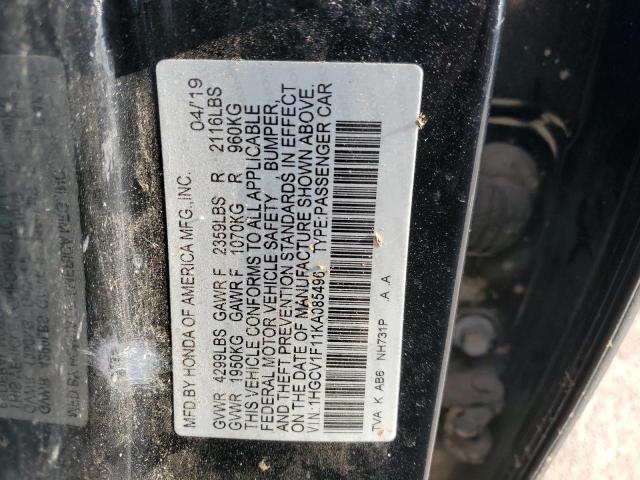 MFD.BY HONDA OF AMERICA MFG.,INC. 04/'19
GVWR 4299LBS GAWR F 2359LBS R 2116LBS
GVWR 1950KG GAWR F 1070KG R 960KG
THIS VEHICLE CONFORMS TO ALL APPLICABLE
FEDERAL MOTOR VEHICLE SAFETY BUMPER,
AND THEFT PREVENTION STANDARDS IN EFFECT
ON THE DATE OF MANUFACTURE SHOWN ABOVE.
V.I.N.:1HGCV1F11KA085496 TYPE:PASSENGER CAR
TVA K AB6 NH731P A A